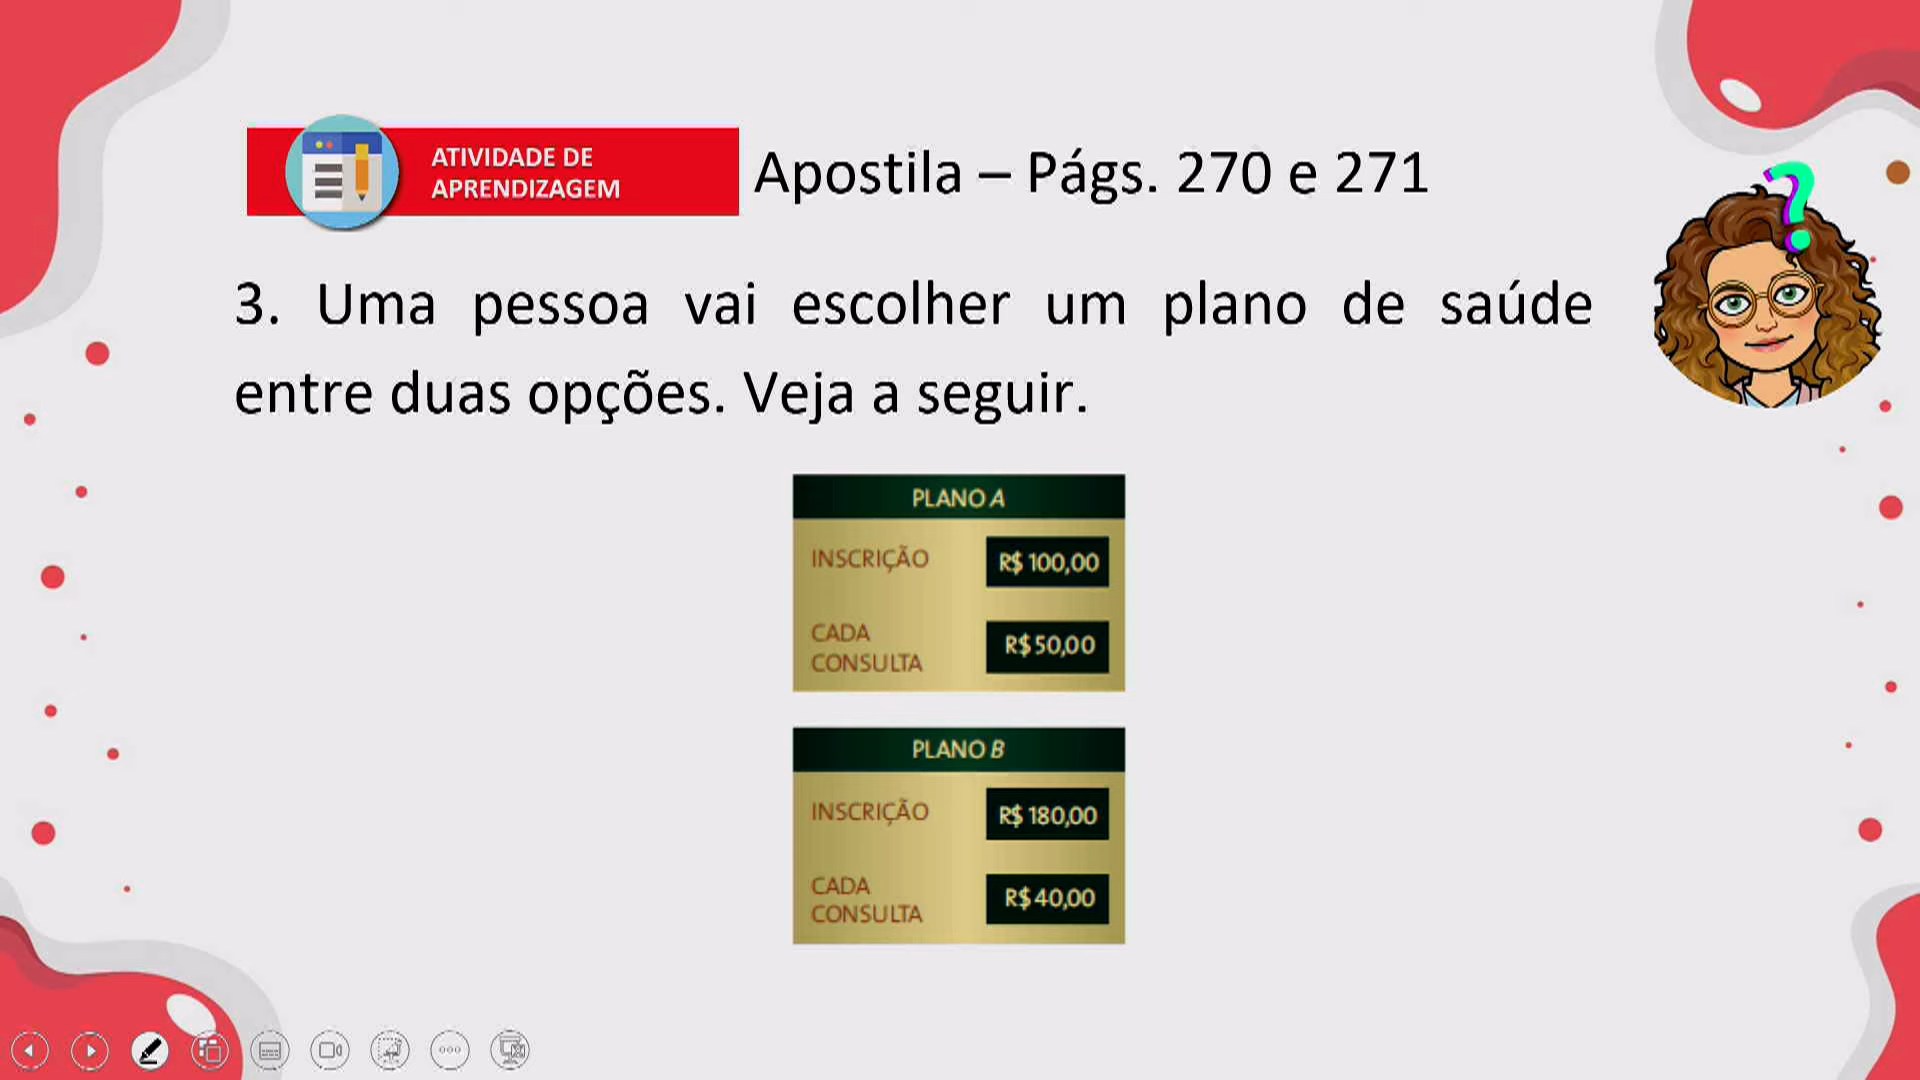 ATIVIDADE DE
APRENDIZAGEM
Apostila – Págs. 270 e 271
3. Uma pessoa vai escolher um plano de saúde
entre duas opções. Veja a seguir.
PLANO A
INSCRIÇÃO R$ 100,00
CADA
CONSULTA R$ 50,00
PLANO B
INSCRIÇÃO R$ 180,00
CADA
CONSULTA R$ 40,00
?